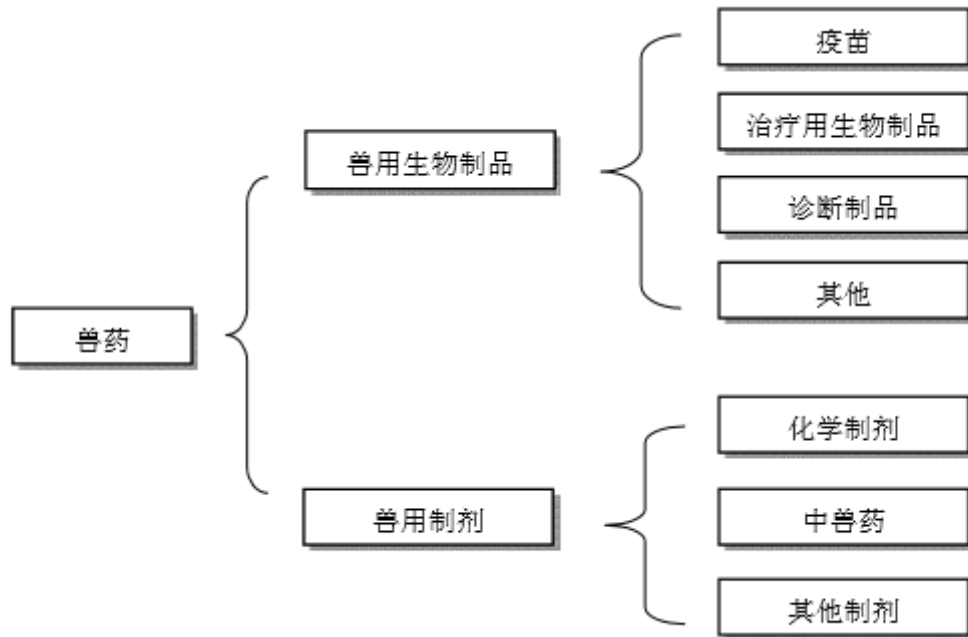 兽药
兽用生物制品
疫苗
治疗用生物制品
诊断制品
其他
兽用制剂
化学制剂
中兽药
其他制剂